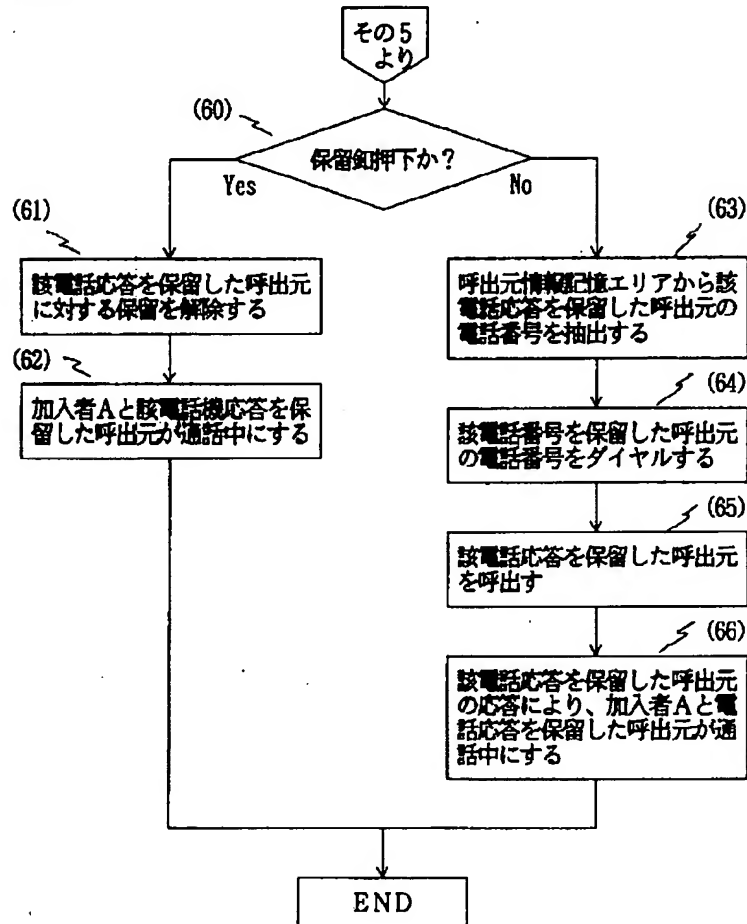 その5
より
(60)
保留釦押下か？
Yes
No
(61)
該電話応答を保留した呼出元
に対する保留を解除する
(62)
加入者Aと該電話機応答を保
留した呼出元が通話中にする
(63)
呼出元情報記憶エリアから該
電話応答を保留した呼出元の
電話番号を抽出する
(64)
該電話番号を保留した呼出元
の電話番号をダイヤルする
(65)
該電話応答を保留した呼出元
を呼出す
(66)
該電話応答を保留した呼出元
の応答により、加入者Aと電
話応答を保留した呼出元が通
話中にする
END